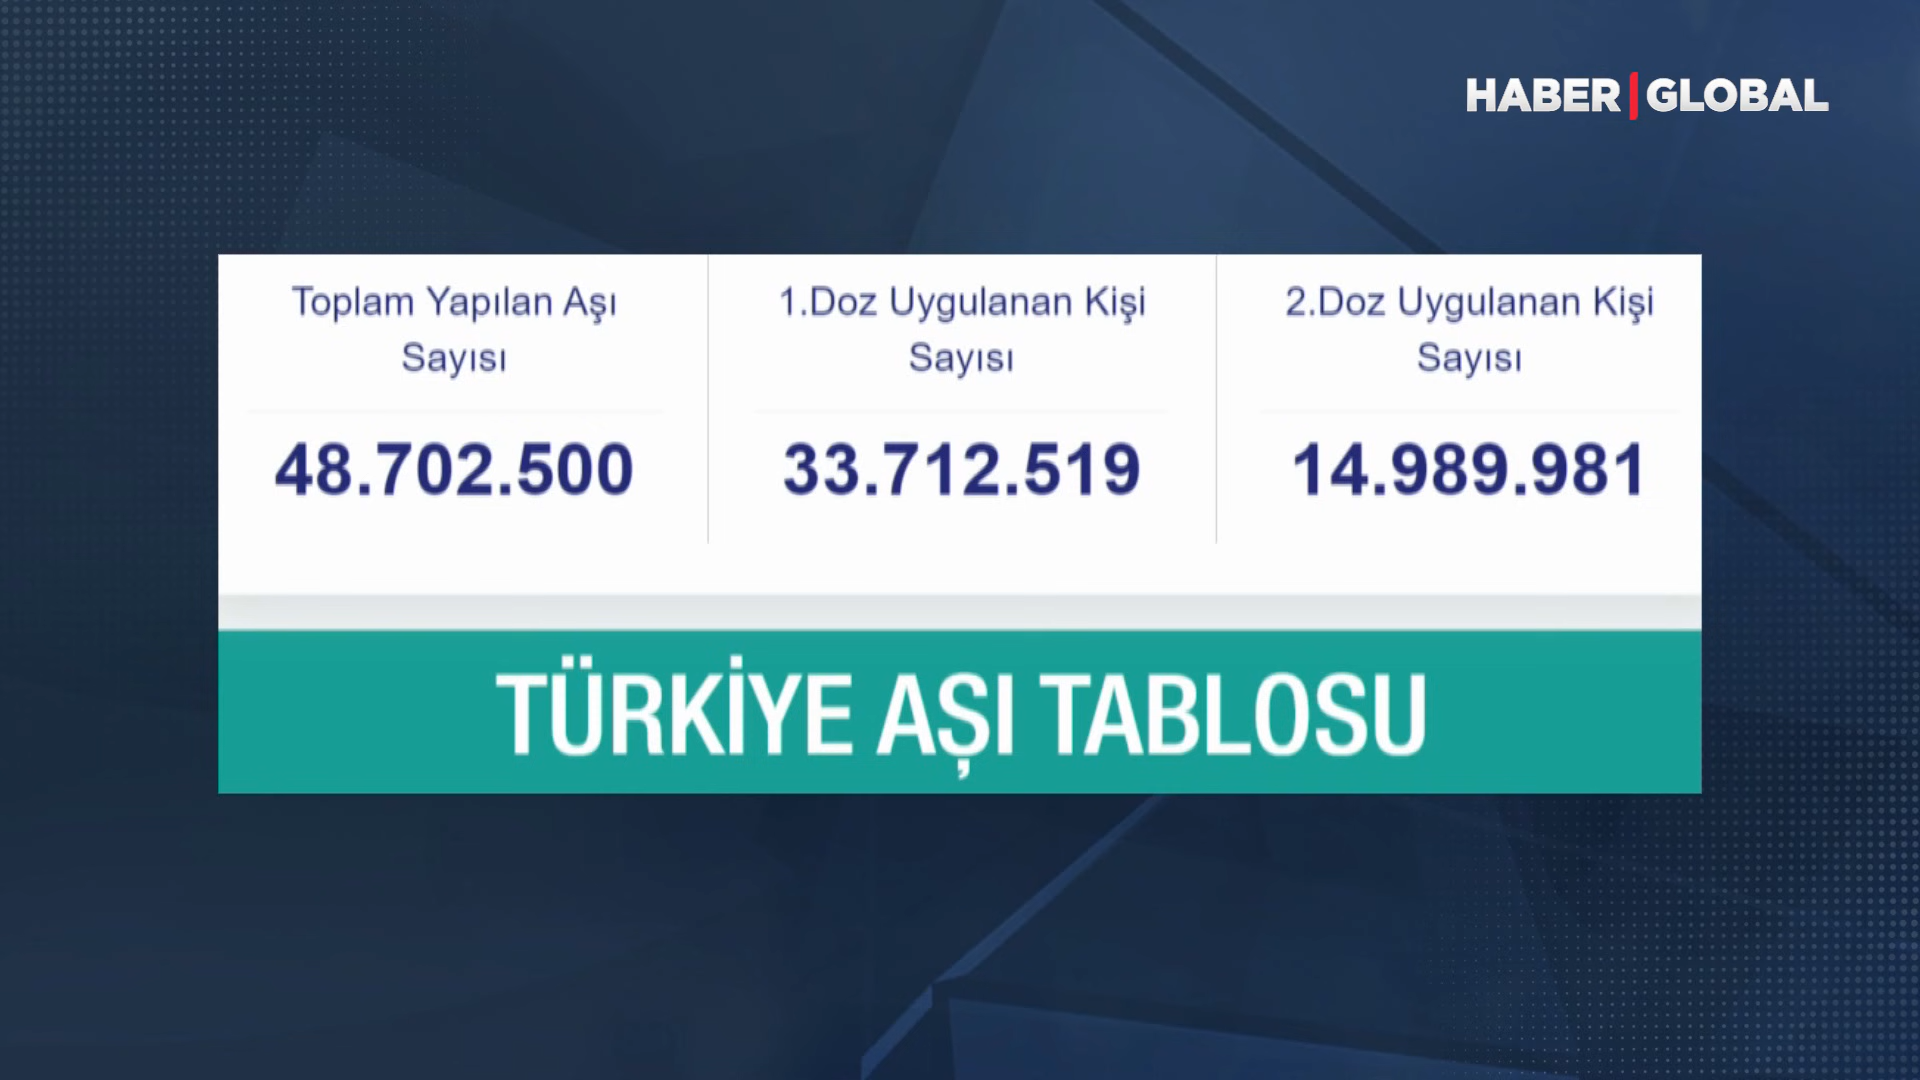 HABER GLOBAL
Toplam Yapılan Aşı
Sayısı
48.702.500
1.Doz Uygulanan Kişi
Sayısı
33.712.519
2.Doz Uygulanan Kişi
Sayısı
14.989.981
TÜRKİYE AŞI TABLOSU